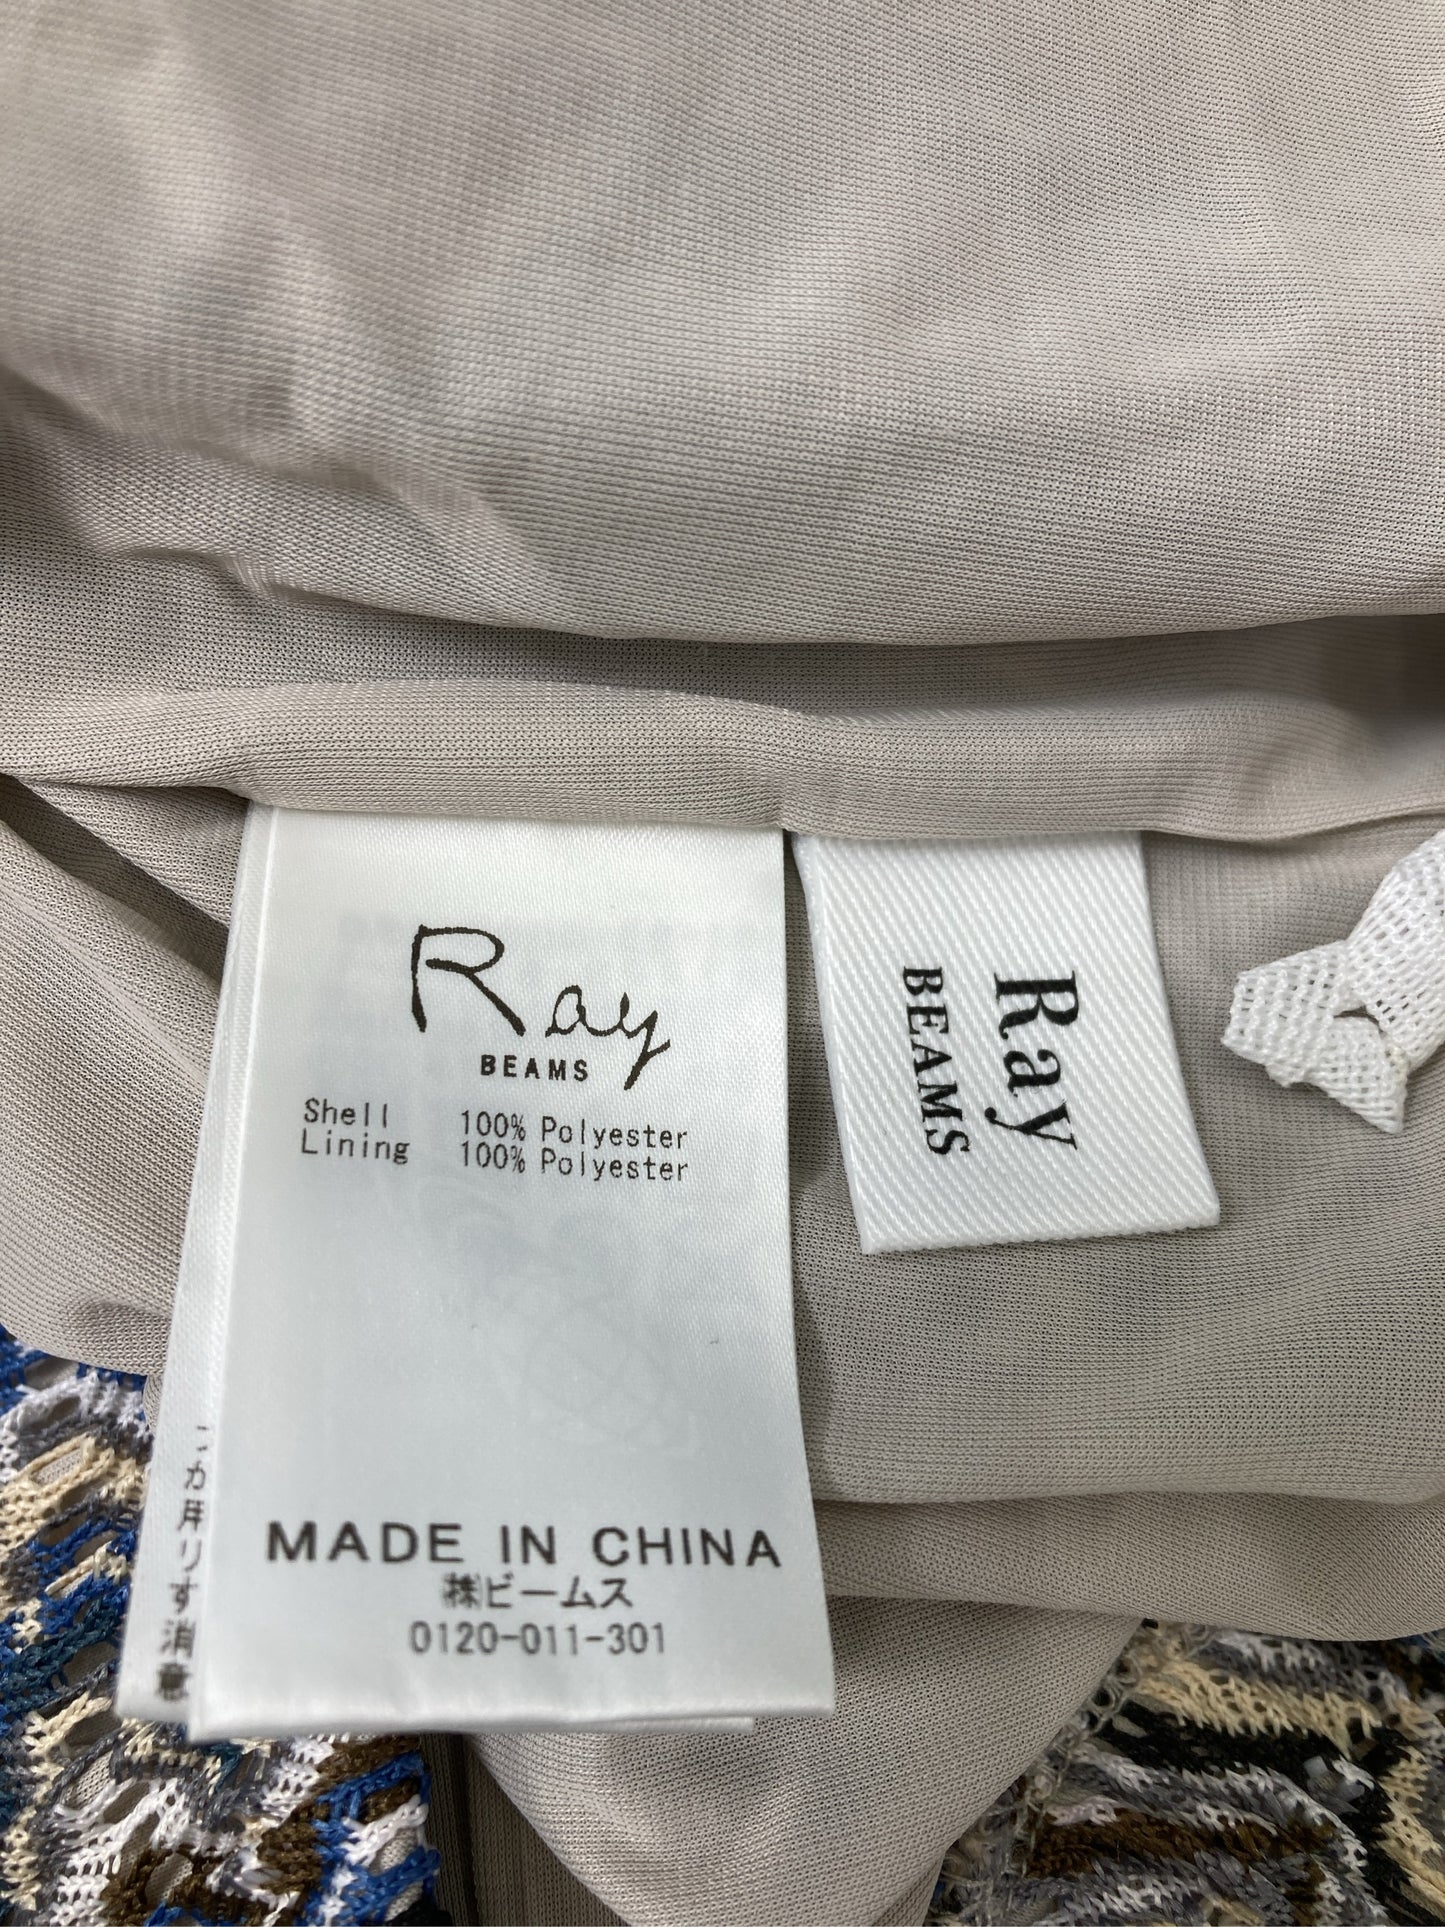 Ray
BEAMS
Shell 100% Polyester
Lining 100% Polyester
MADE IN CHINA
㈱ビームス
0120-011-301
Ray
BEAMS